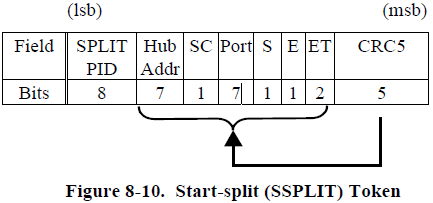 (lsb) (msb)
Field SPLIT PID Hub Addr SC Port S E ET CRC5
Bits 8 7 1 7 1 1 2 5
Figure 8-10. Start-split (SSPLIT) Token